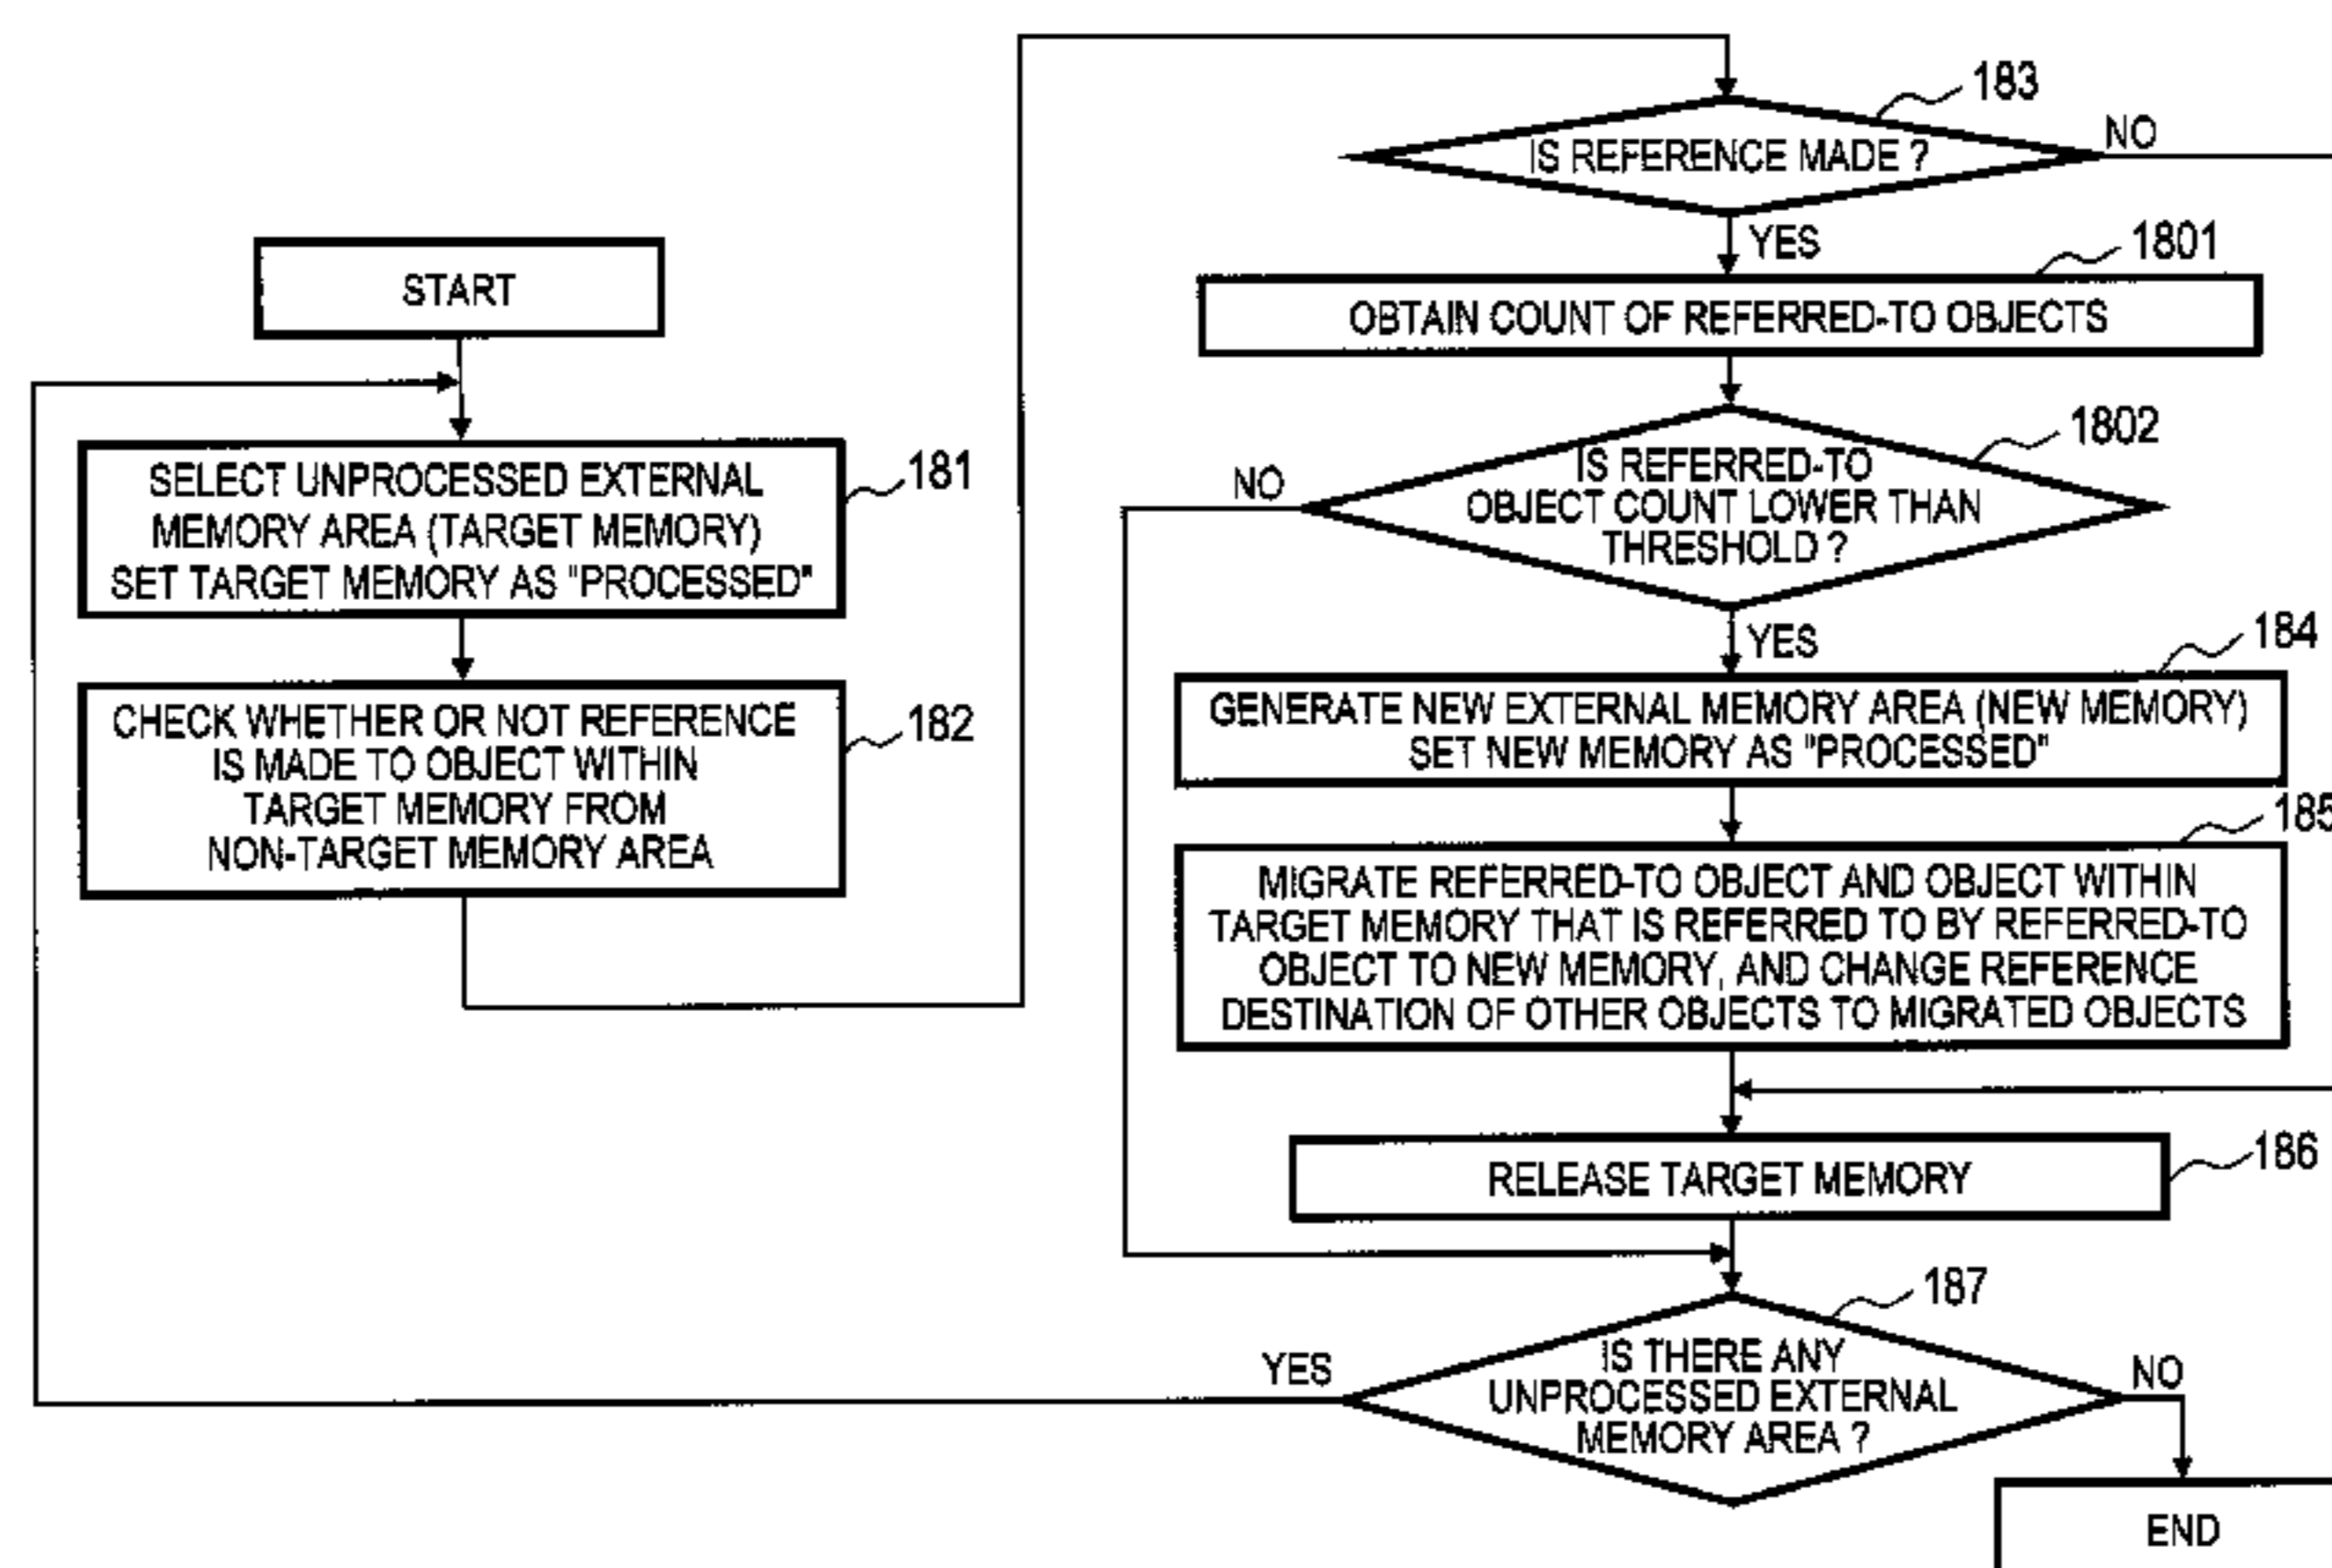 START
SELECT UNPROCESSED EXTERNAL
MEMORY AREA (TARGET MEMORY)
SET TARGET MEMORY AS "PROCESSED"
181
CHECK WHETHER OR NOT REFERENCE
IS MADE TO OBJECT WITHIN
TARGET MEMORY FROM
NON-TARGET MEMORY AREA
182
183
IS REFERENCE MADE ?
NO
YES
1801
OBTAIN COUNT OF REFERRED-TO OBJECTS
1802
IS REFERRED-TO
OBJECT COUNT LOWER THAN
THRESHOLD ?
NO
YES
184
GENERATE NEW EXTERNAL MEMORY AREA (NEW MEMORY)
SET NEW MEMORY AS "PROCESSED"
185
MIGRATE REFERRED-TO OBJECT AND OBJECT WITHIN
TARGET MEMORY THAT IS REFERRED TO BY REFERRED-TO
OBJECT TO NEW MEMORY, AND CHANGE REFERENCE
DESTINATION OF OTHER OBJECTS TO MIGRATED OBJECTS
RELEASE TARGET MEMORY
186
187
IS THERE ANY
UNPROCESSED EXTERNAL
MEMORY AREA ?
YES
NO
END